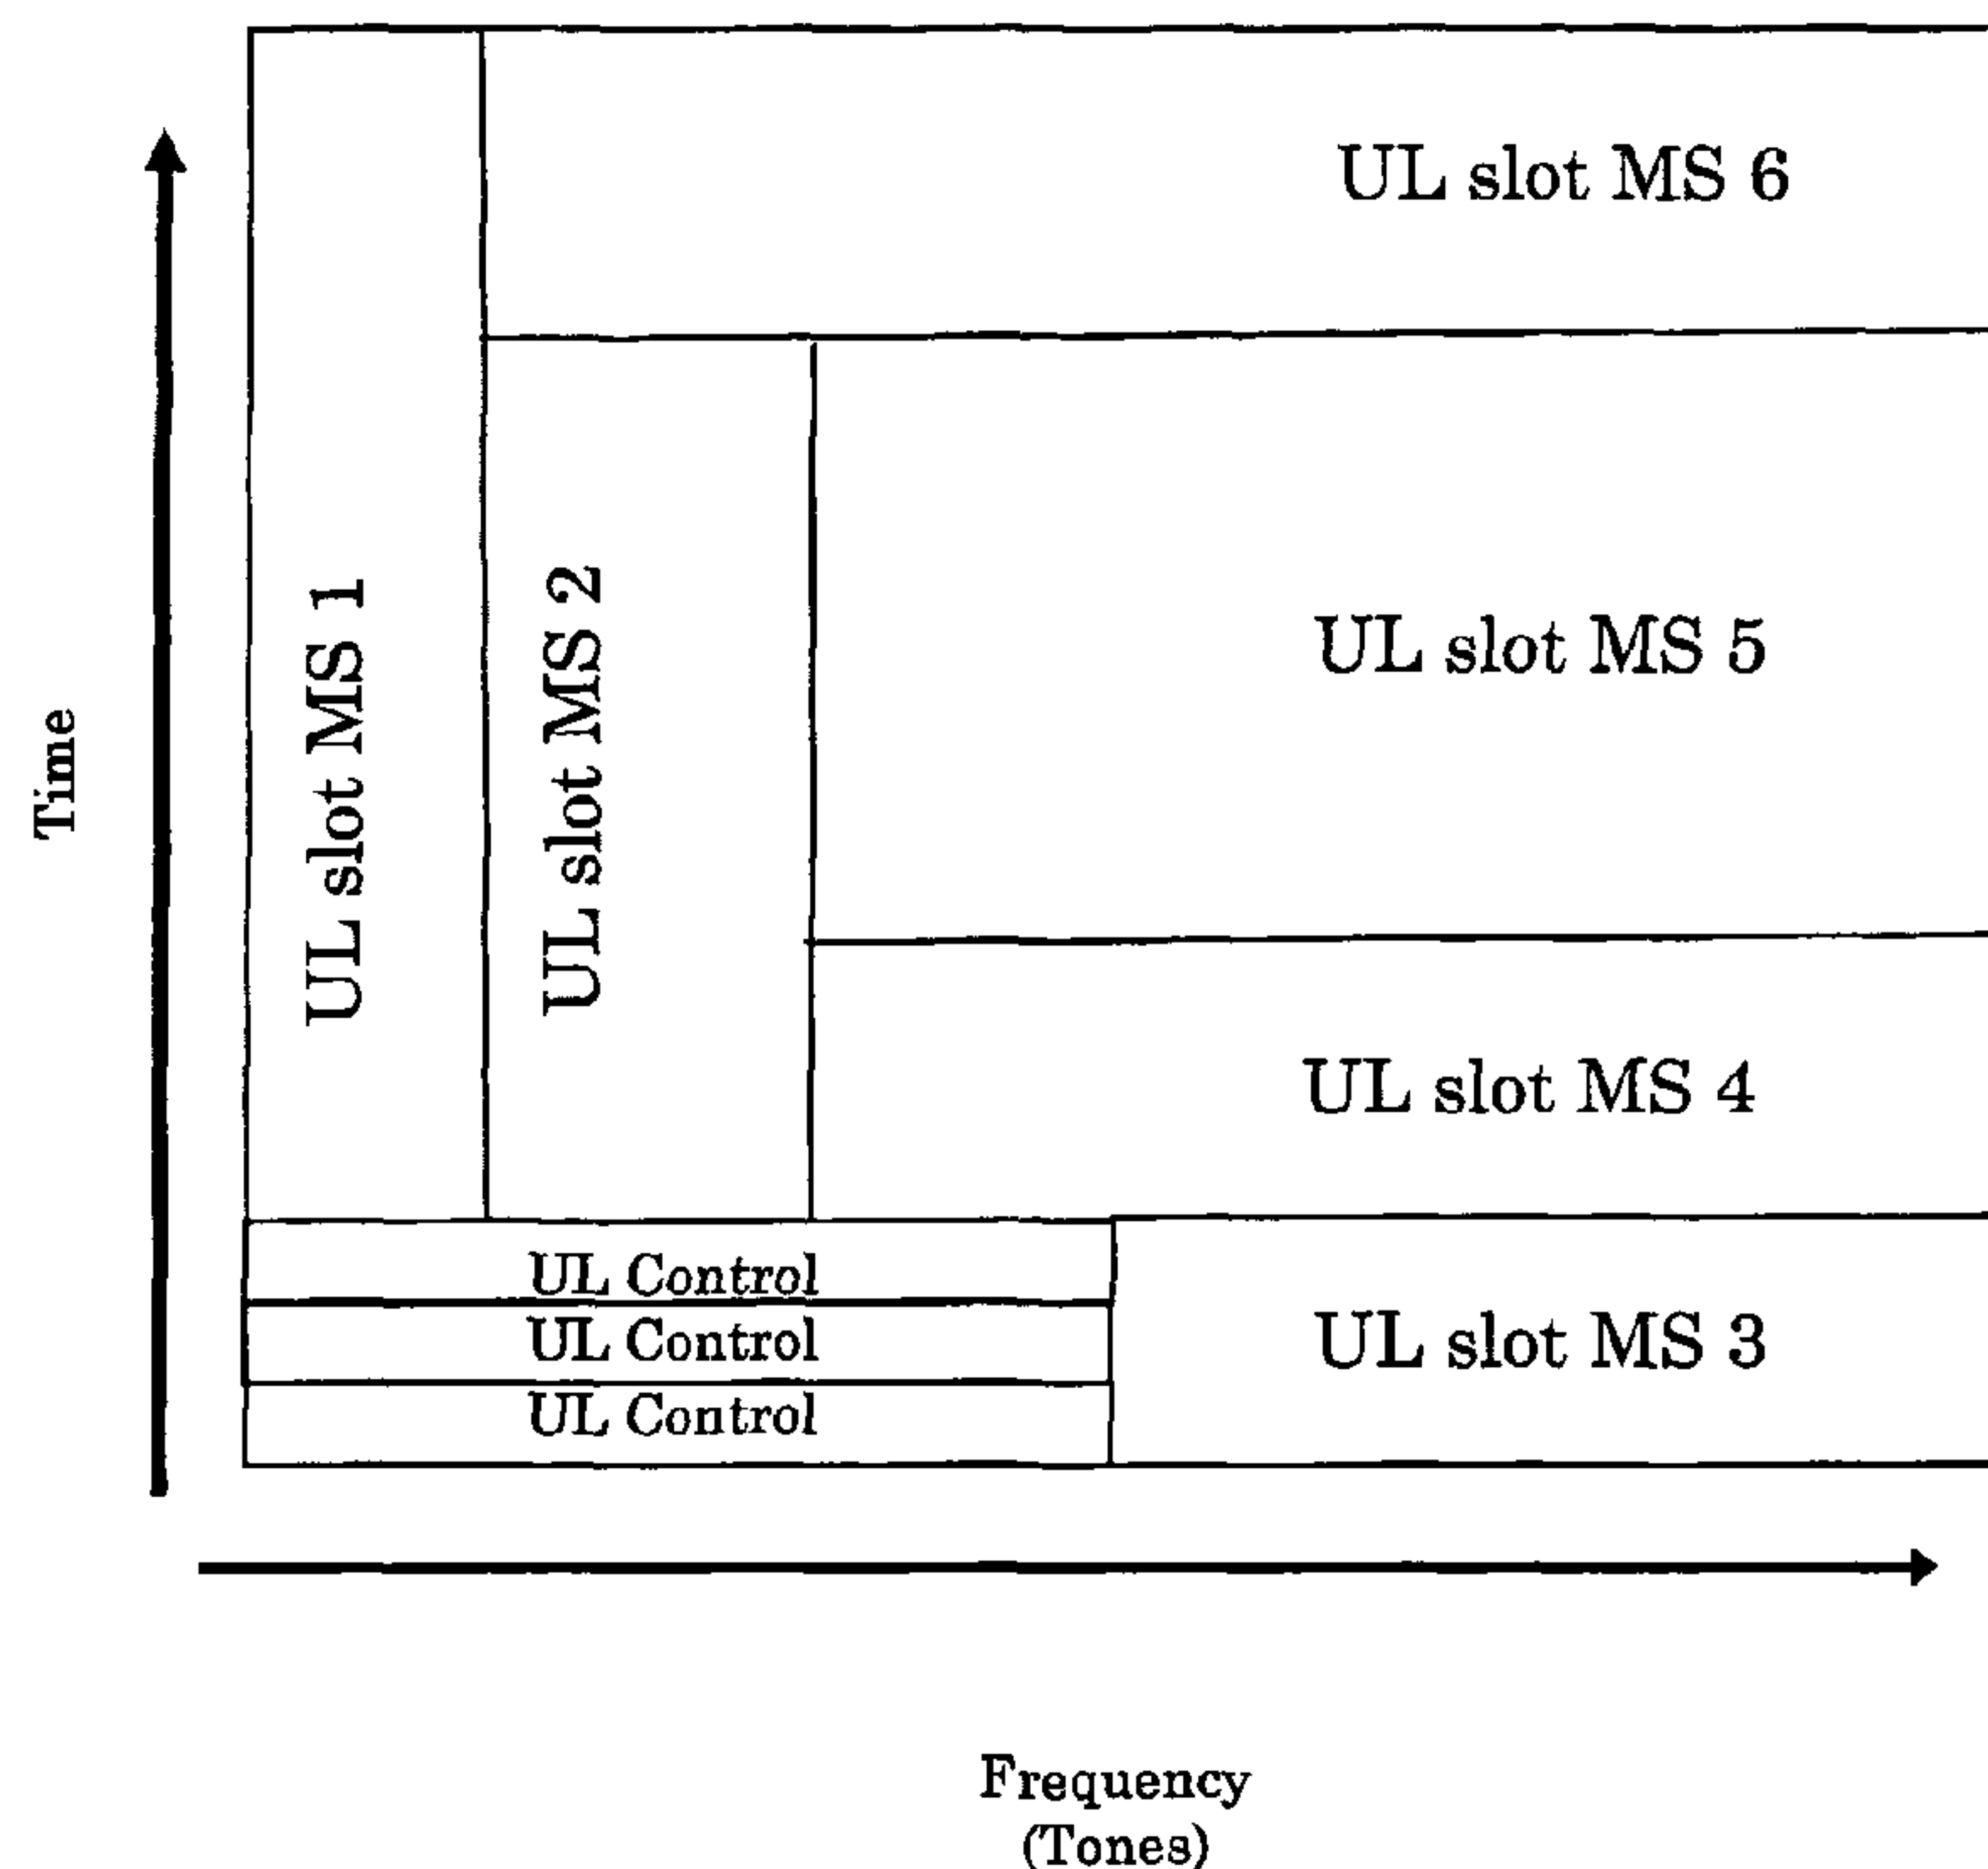 UL slot MS 6
UL slot MS 5
UL slot MS 1
UL slot MS 2
Time
UL slot MS 4
UL Control
UL Control
UL Control
UL slot MS 3
Frequency
(Tones)